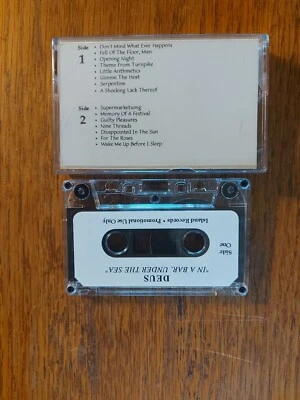 Side
1
• Don't Mind What Ever Happens
• Fell Off The Floor, Man
• Opening Night
• Theme From Turnpike
• Little Arithmetics
• Gimme The Heat
• Serpentine
• A Shocking Lack Thereof
Side
2
• Supermarketsong
• Memory Of A Festival
• Guilty Pleasures
• Nine Threads
• Disappointed In The Sun
• For The Roses
• Wake Me Up Before I Sleep
DEUS
"IN A BAR, UNDER THE SEA"
Side
One
Island Records • Promotional Use Only